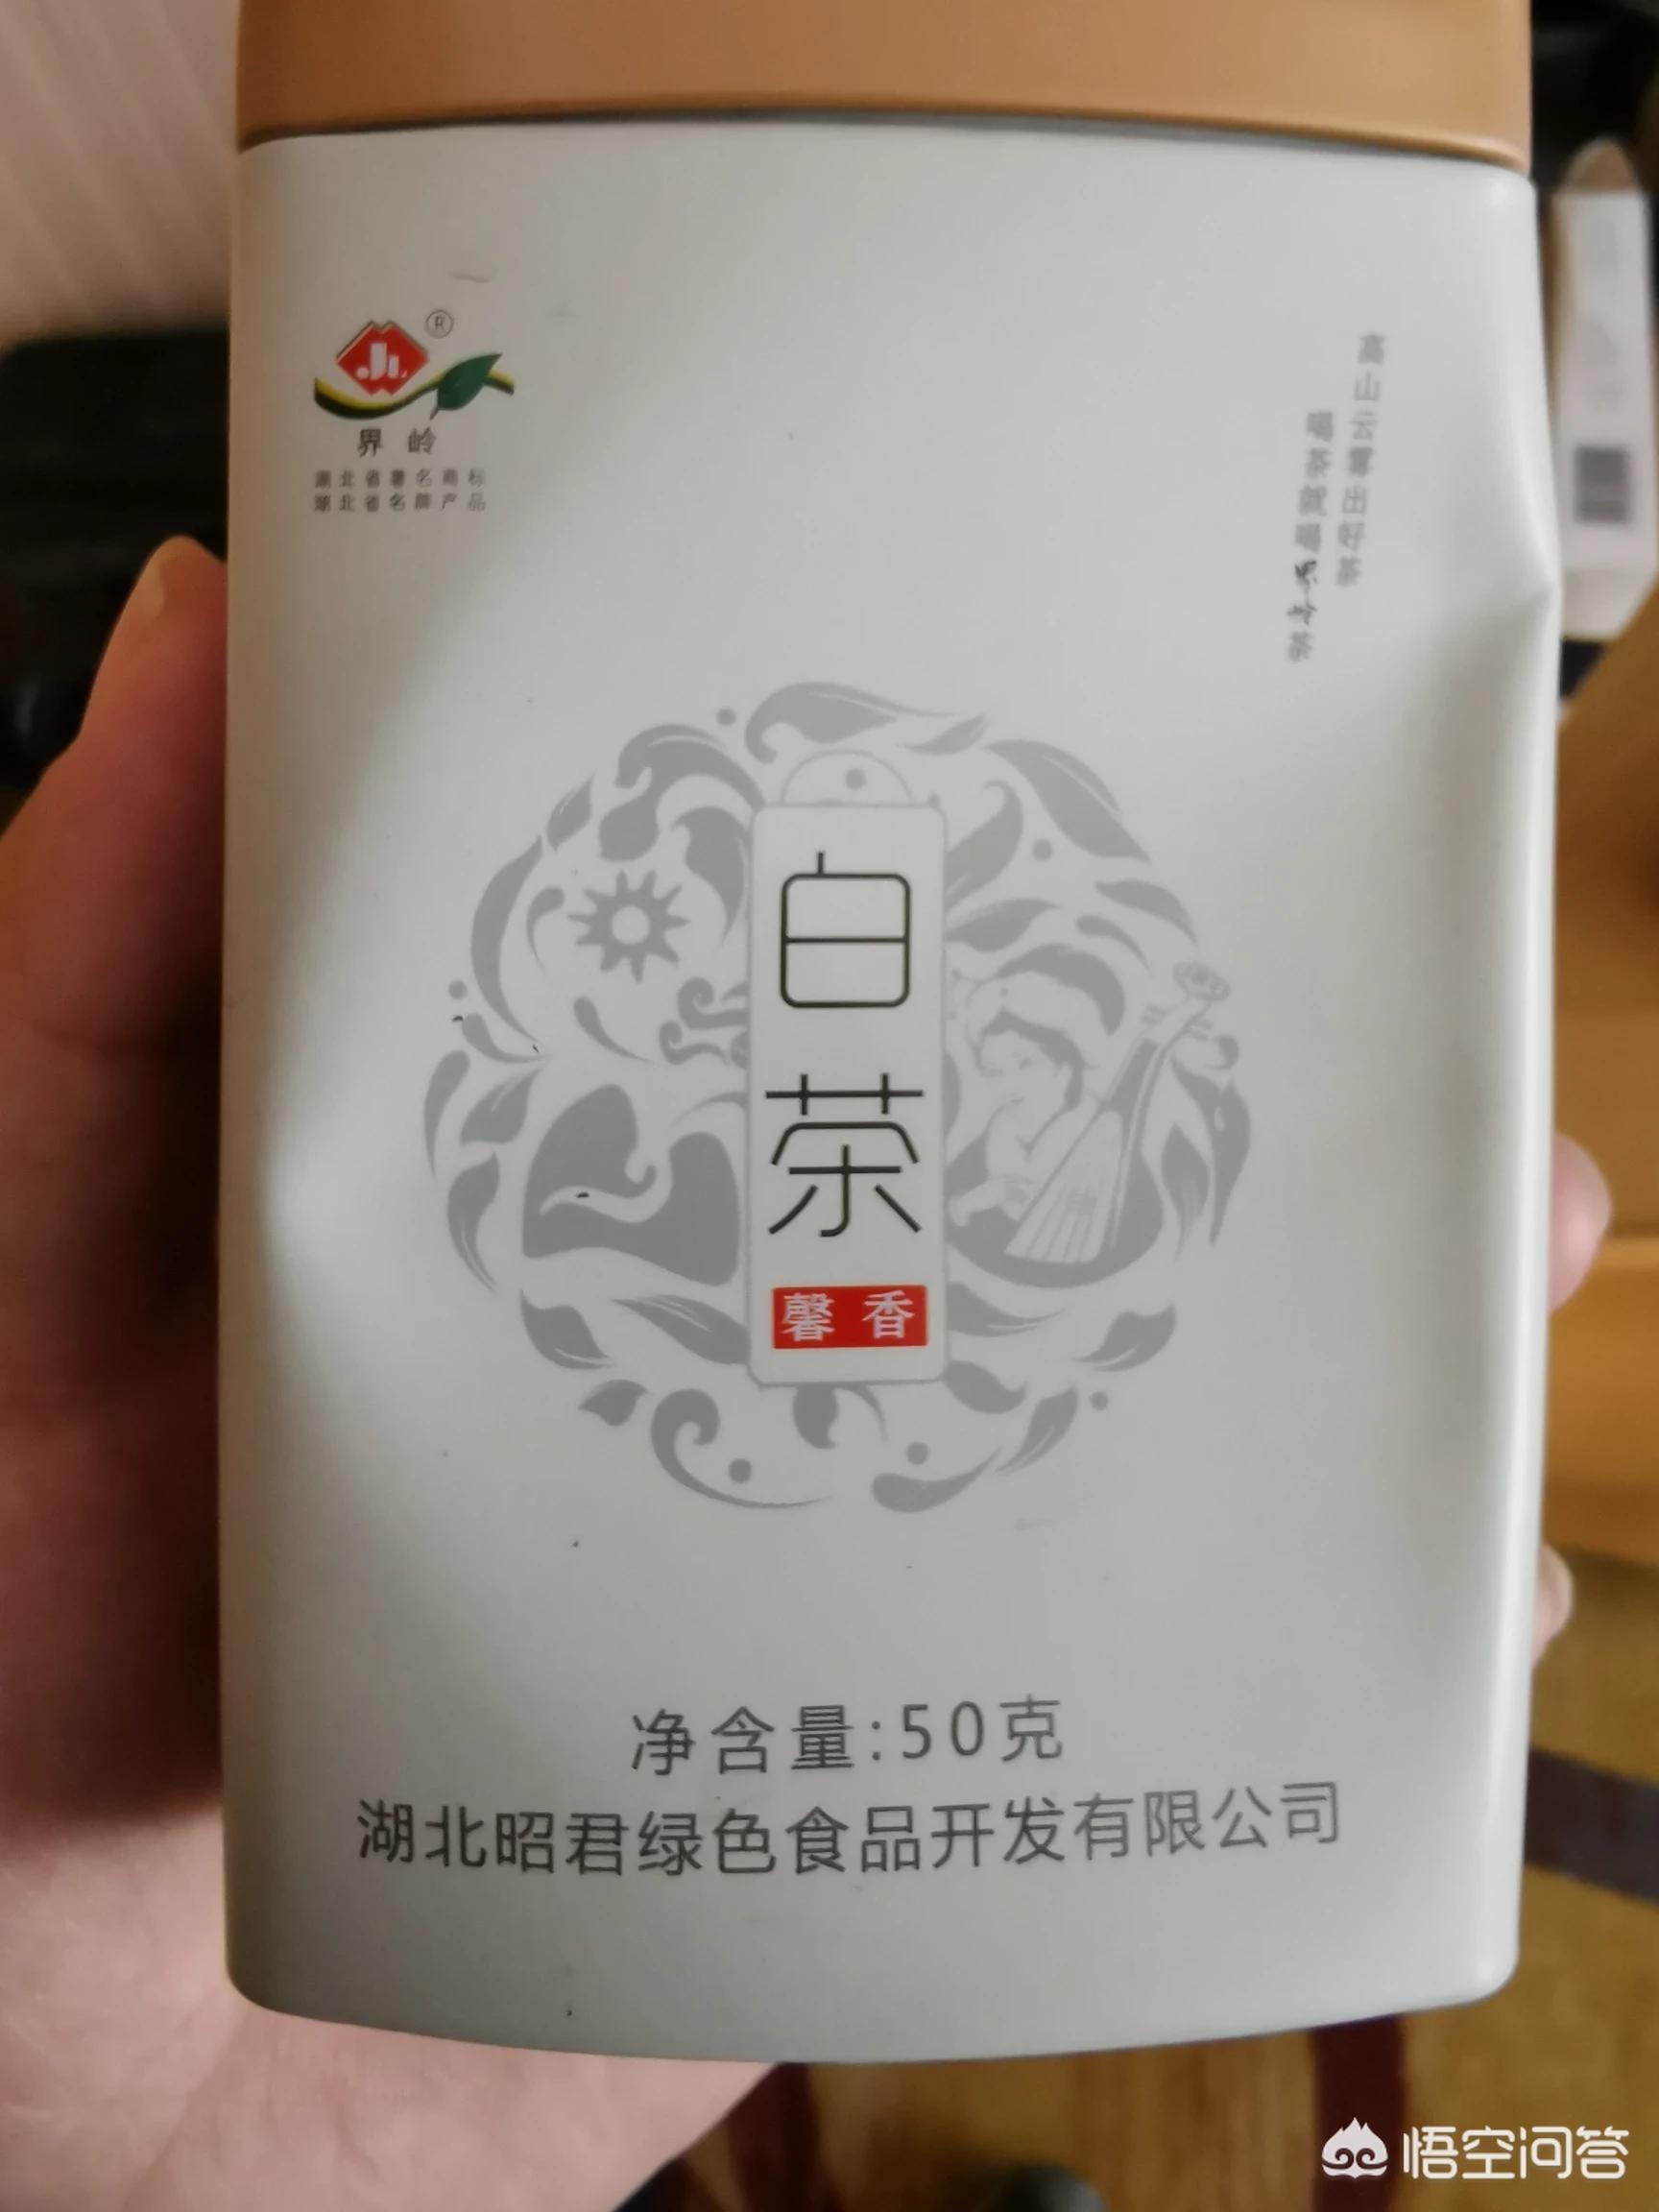 ®
界岭
湖北省著名商标
湖北省名牌产品
高山云雾出好茶
喝茶就喝
茶
白茶
馨香
净含量:50克
湖北昭君绿色食品开发有限公司
悟空问答